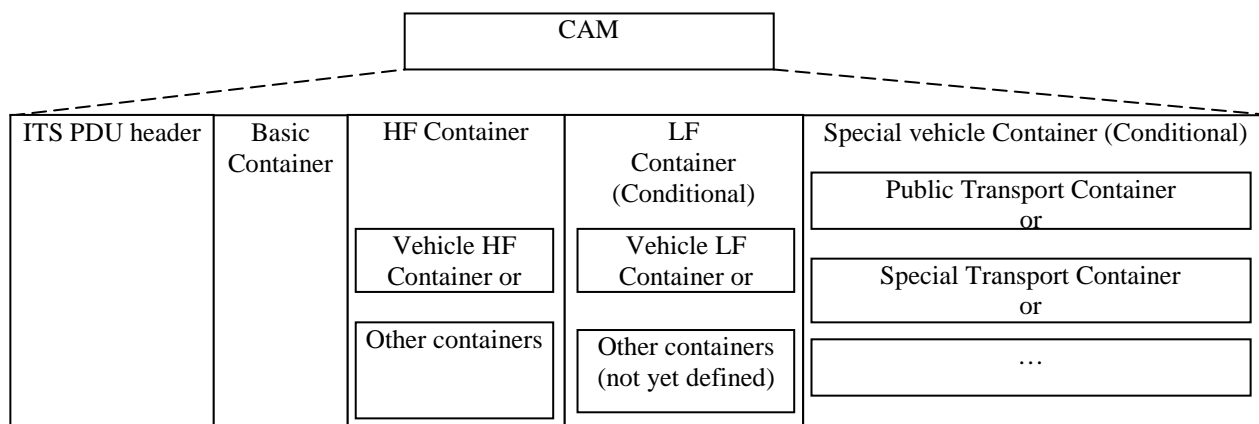 CAM
ITS PDU header
Basic
Container
HF Container
Vehicle HF
Container or
Other containers
LF
Container
(Conditional)
Vehicle LF
Container or
Other containers
(not yet defined)
Special vehicle Container (Conditional)
Public Transport Container
or
Special Transport Container
or
…